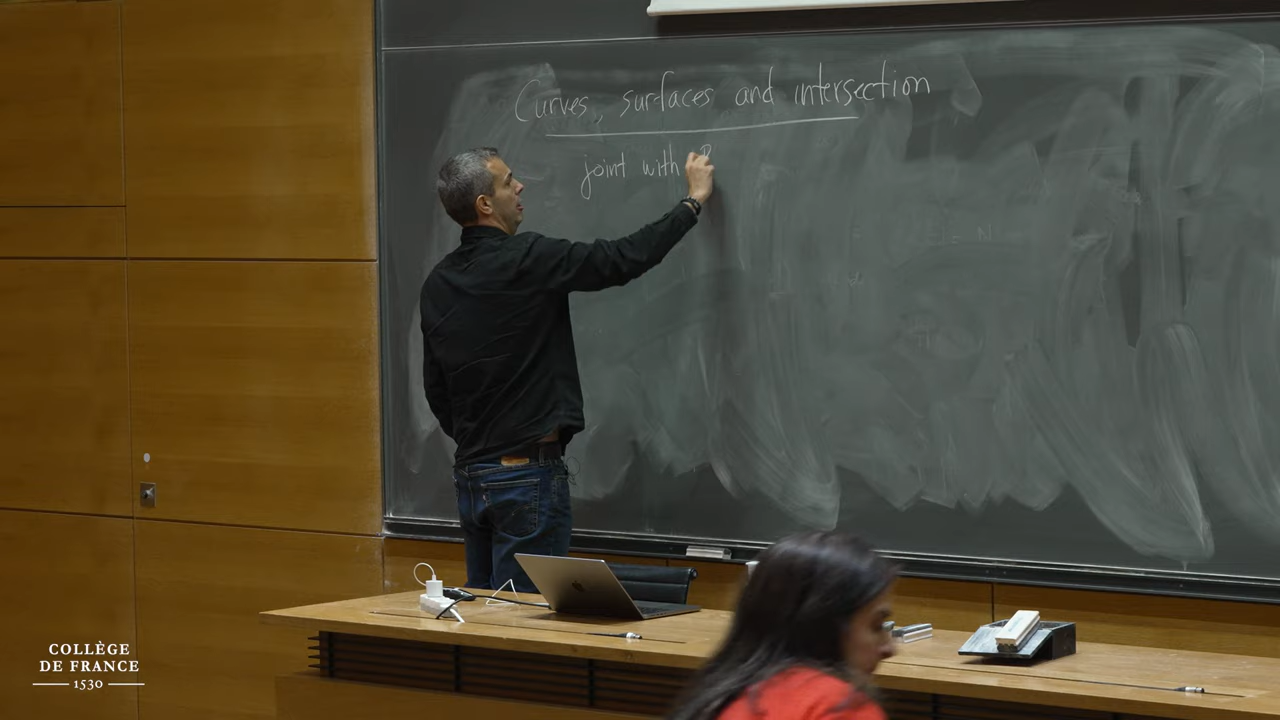 Curves, surfaces and intersection
joint with
COLLÈGE
DE FRANCE
1530